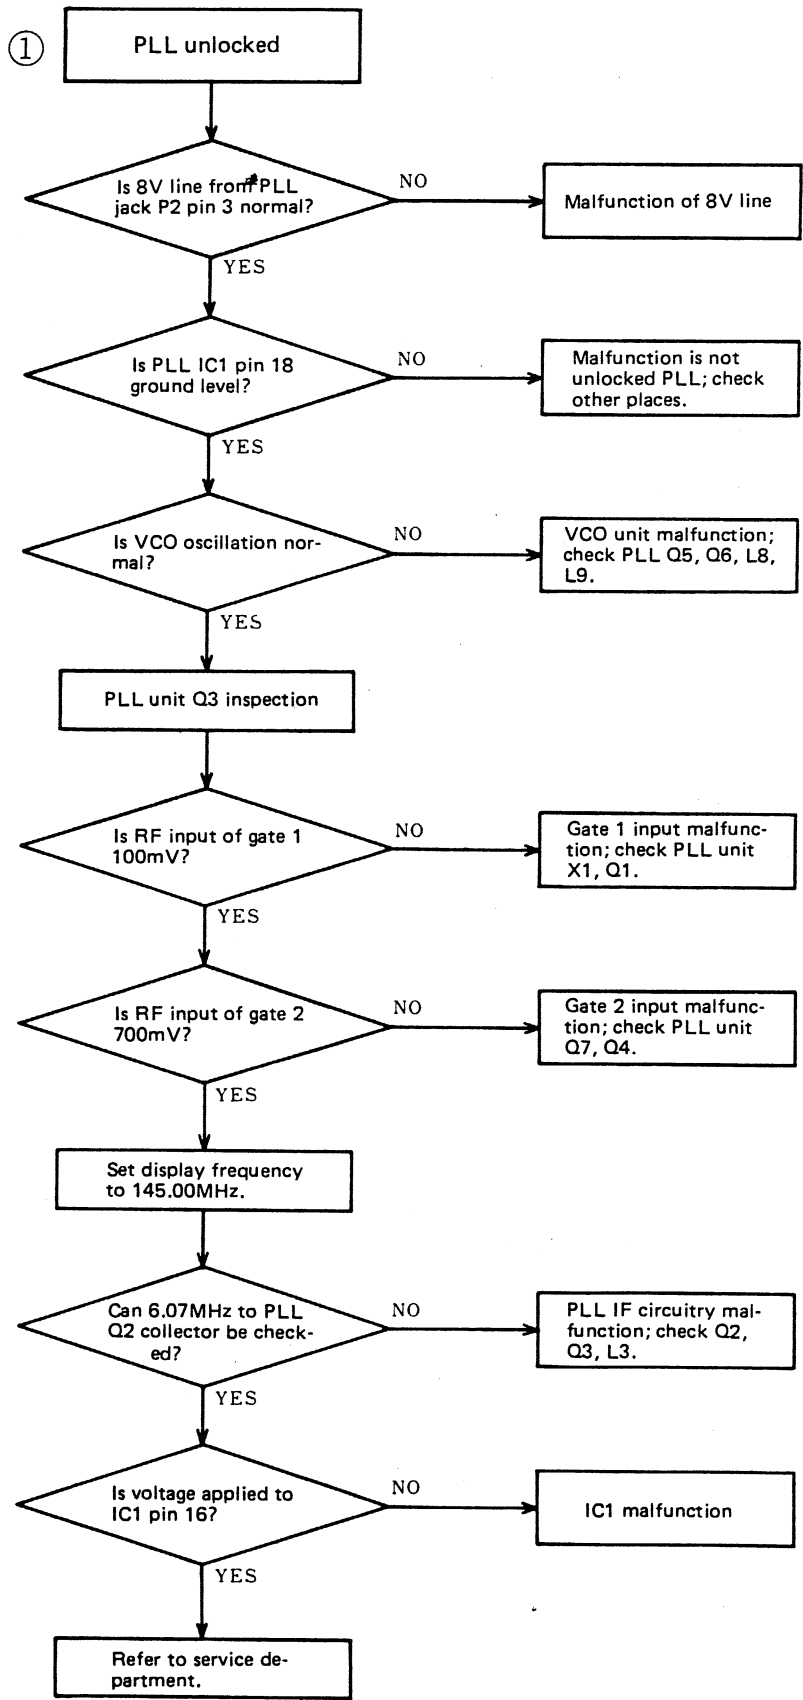 ①
PLL unlocked
Is 8V line from PLL
jack P2 pin 3 normal?
NO
Malfunction of 8V line
YES
Is PLL IC1 pin 18
ground level?
NO
Malfunction is not
unlocked PLL; check
other places.
YES
Is VCO oscillation nor-
mal?
NO
VCO unit malfunction;
check PLL Q5, Q6, L8,
L9.
YES
PLL unit Q3 inspection
Is RF input of gate 1
100mV?
NO
Gate 1 input malfunc-
tion; check PLL unit
X1, Q1.
YES
Is RF input of gate 2
700mV?
NO
Gate 2 input malfunc-
tion; check PLL unit
Q7, Q4.
YES
Set display frequency
to 145.00MHz.
Can 6.07MHz to PLL
Q2 collector be check-
ed?
NO
PLL IF circuitry mal-
function; check Q2,
Q3, L3.
YES
Is voltage applied to
IC1 pin 16?
NO
IC1 malfunction
YES
Refer to service de-
partment.